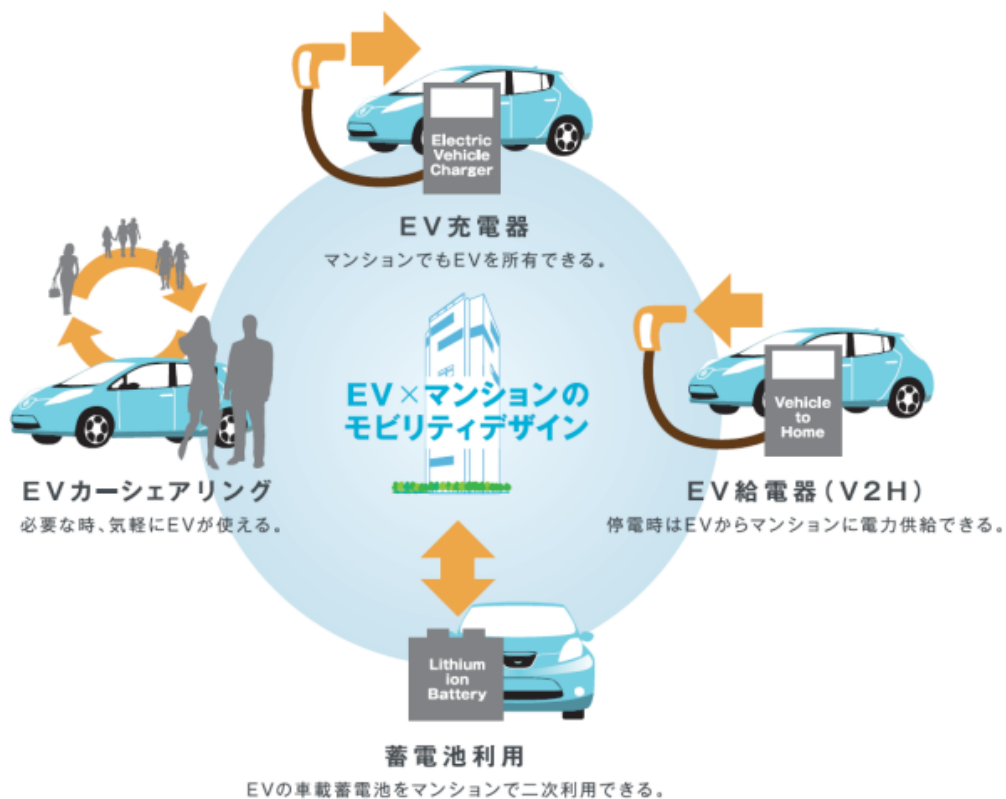 Electric
Vehicle
Charger
EV充電器
マンションでもEVを所有できる。
EV×マンションの
モビリティデザイン
Vehicle
to
Home
EVカーシェアリング
必要な時、気軽にEVが使える。
EV給電器(V2H)
停電時はEVからマンションに電力供給できる。
Lithium
ion
Battery
蓄電池利用
EVの車載蓄電池をマンションで二次利用できる。